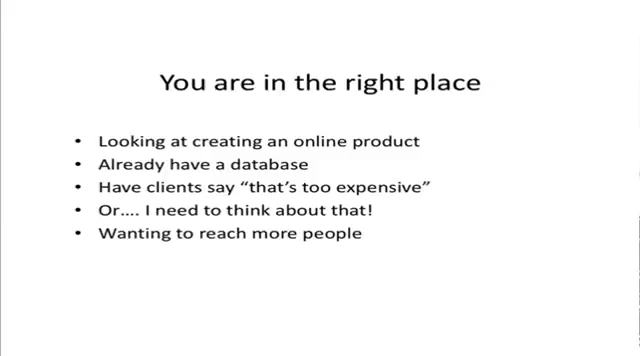 You are in the right place
• Looking at creating an online product
• Already have a database
• Have clients say “that’s too expensive”
• Or…. I need to think about that!
• Wanting to reach more people